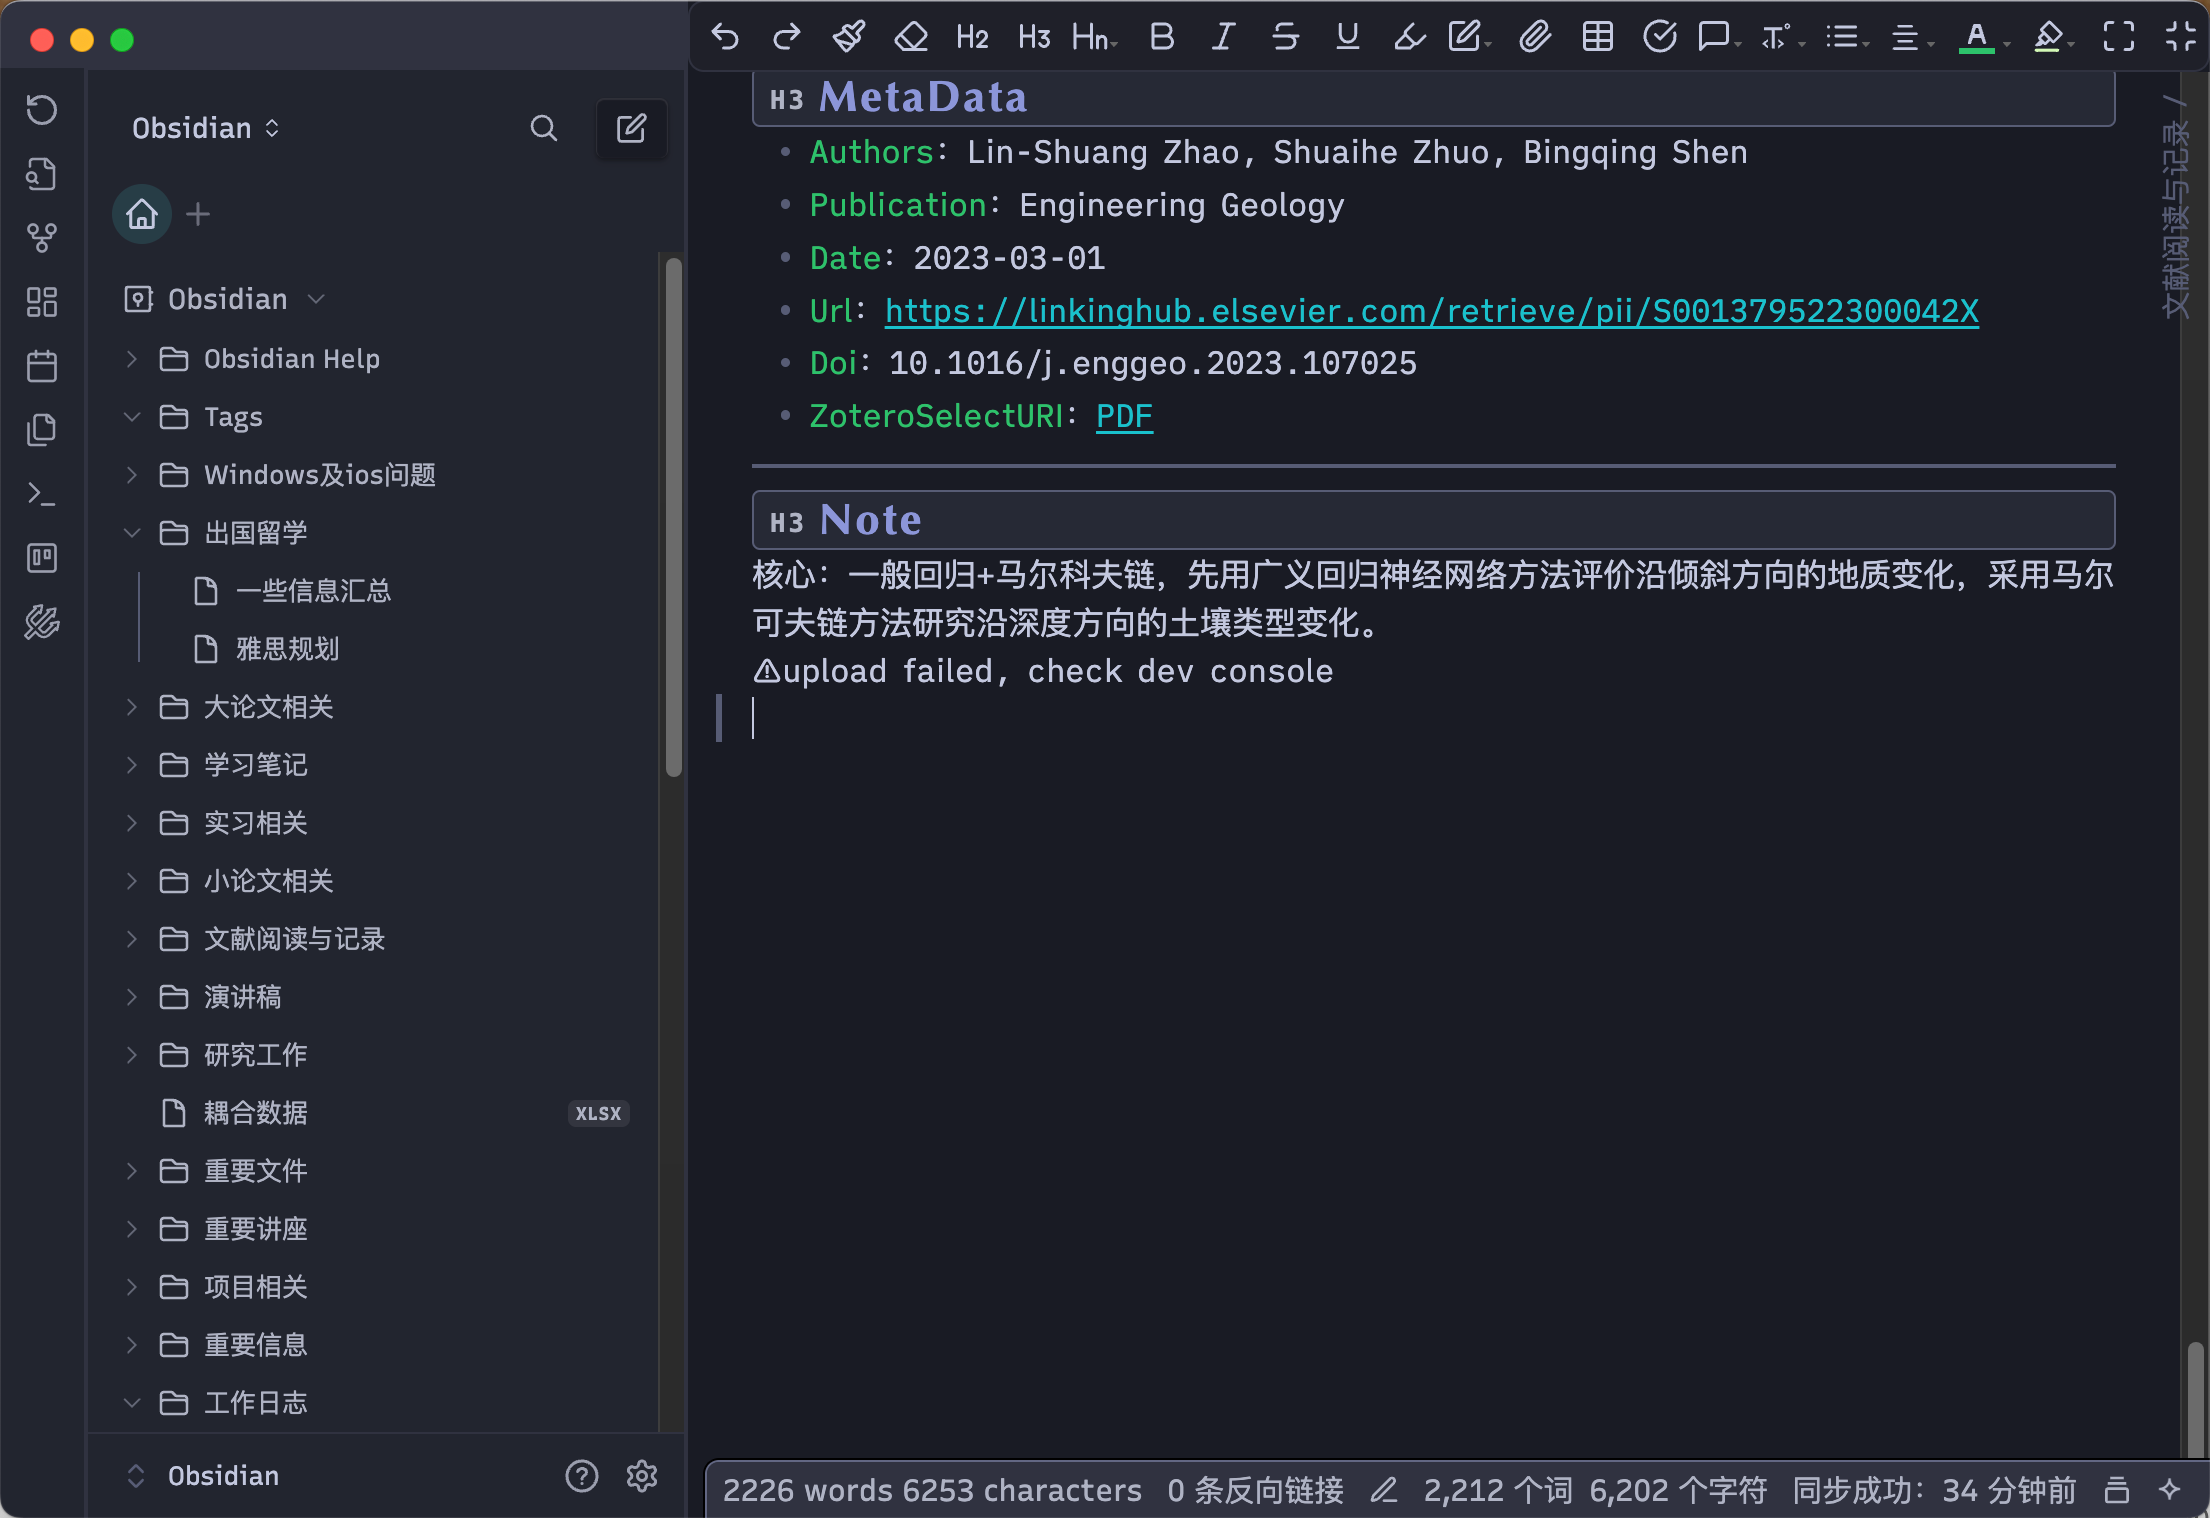 H2 H3 Hn B I S U T A
Obsidian
Obsidian
Obsidian Help
Tags
Windows及ios问题
出国留学
一些信息汇总
雅思规划
大论文相关
学习笔记
实习相关
小论文相关
文献阅读与记录
演讲稿
研究工作
耦合数据 XLSX
重要文件
重要讲座
项目相关
重要信息
工作日志
Obsidian
H3 MetaData
Authors: Lin-Shuang Zhao, Shuaihe Zhuo, Bingqing Shen
Publication: Engineering Geology
Date: 2023-03-01
Url: https://linkinghub.elsevier.com/retrieve/pii/S001379522300042X
Doi: 10.1016/j.enggeo.2023.107025
ZoteroSelectURI: PDF
H3 Note
核心：一般回归+马尔科夫链，先用广义回归神经网络方法评价沿倾斜方向的地质变化，采用马尔
可夫链方法研究沿深度方向的土壤类型变化。
⚠upload failed, check dev console
文献阅读与记录 /
2226 words 6253 characters 0 条反向链接 2,212 个词 6,202 个字符 同步成功：34 分钟前